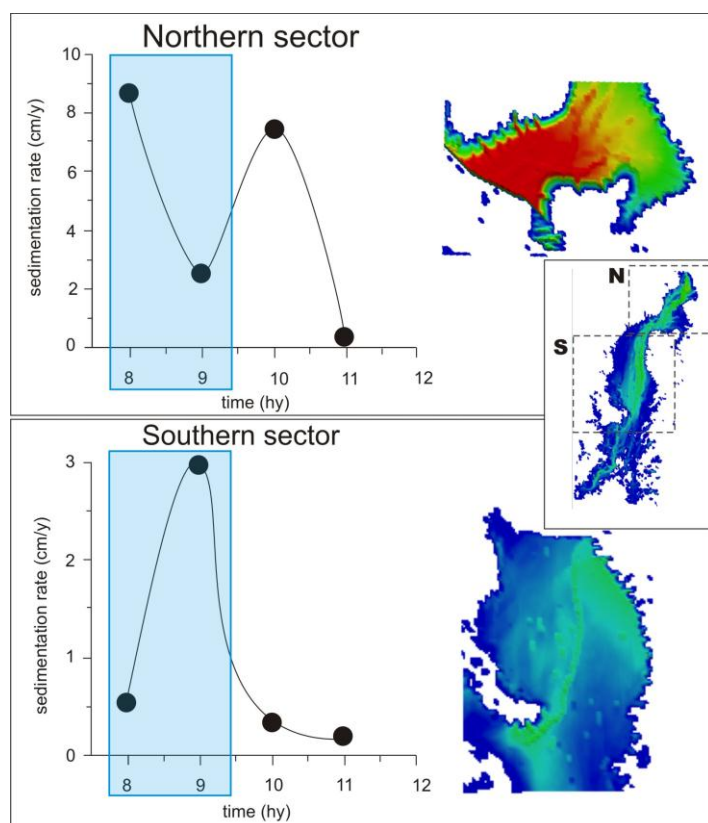 Northern sector
10
8
6
4
2
0
sedimentation rate (cm/y)
8 9 10 11 12
time (hy)
N
S
Southern sector
3
2
1
0
sedimentation rate (cm/y)
8 9 10 11 12
time (hy)